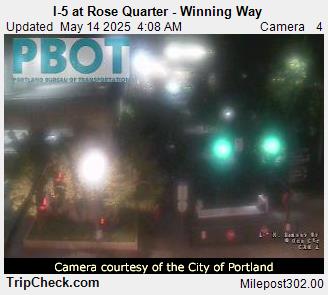 I-5 at Rose Quarter - Winning Way
Updated May 14 2025 4:08 AM Camera 4
PBOT
PORTLAND BUREAU OF TRANSPORTATION
Camera courtesy of the City of Portland
TripCheck.com Milepost302.00